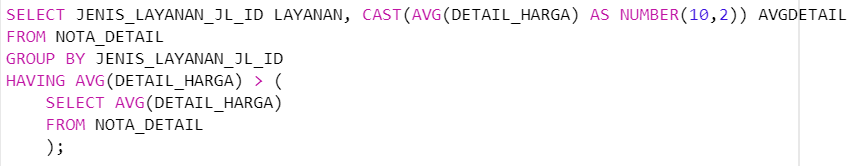 SELECT JENIS_LAYANAN_JL_ID LAYANAN, CAST(AVG(DETAIL_HARGA) AS NUMBER(10,2)) AVGDETAIL
FROM NOTA_DETAIL
GROUP BY JENIS_LAYANAN_JL_ID
HAVING AVG(DETAIL_HARGA) > (
    SELECT AVG(DETAIL_HARGA)
    FROM NOTA_DETAIL
    );